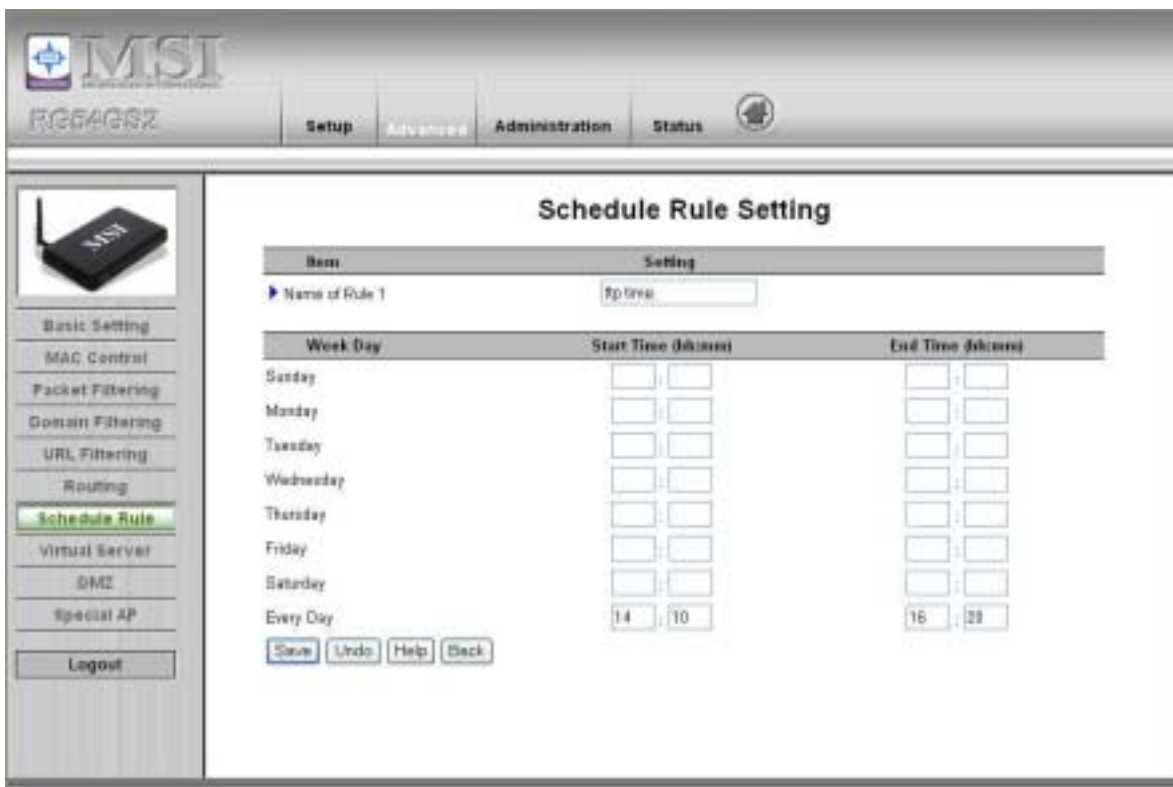 MSI
RG54GS2
Setup Advanced Administration Status
Schedule Rule Setting
MSI
Item Setting
Name of Rule 1 ftp time
Week Day Start Time (hh:mm) End Time (hh:mm)
Sunday : :
Monday : :
Tuesday : :
Wednesday : :
Thursday : :
Friday : :
Saturday : :
Every Day 14 : 10 16 : 20
Save Undo Help Back
Basic Setting
MAC Control
Packet Filtering
Domain Filtering
URL Filtering
Routing
Schedule Rule
Virtual Server
DMZ
Special AP
Logout